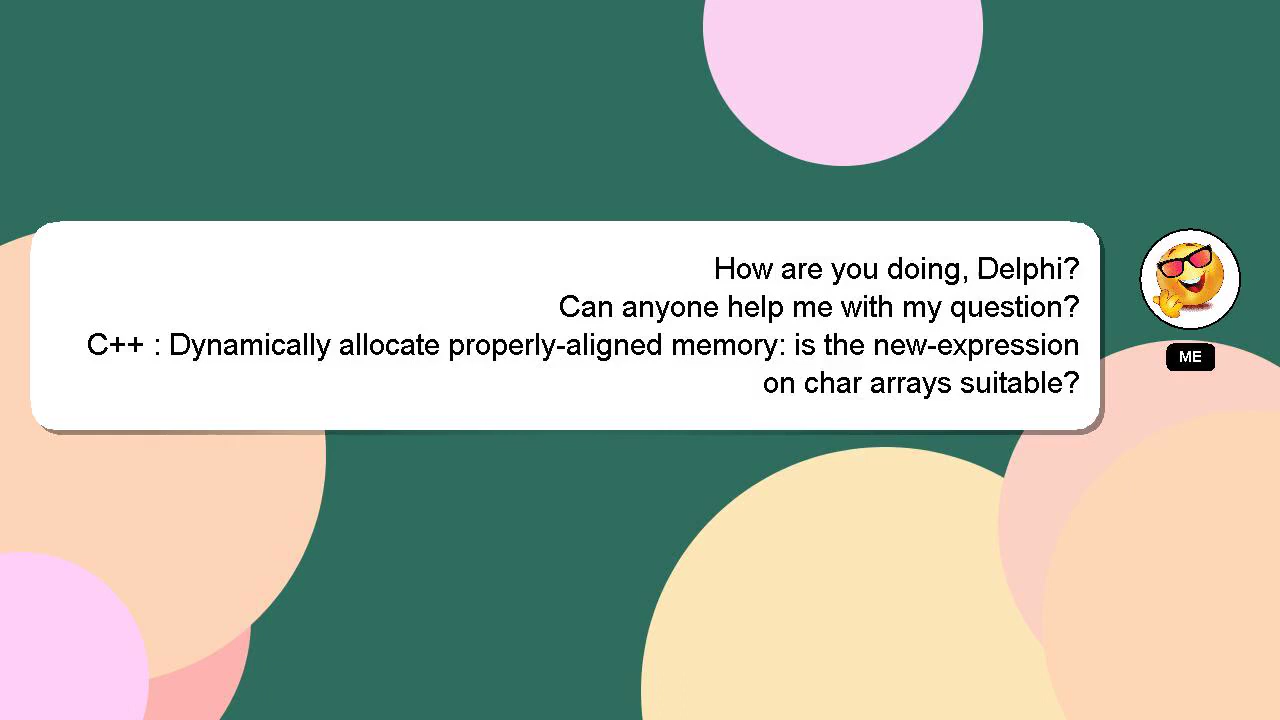 How are you doing, Delphi?
Can anyone help me with my question?
C++ : Dynamically allocate properly-aligned memory: is the new-expression
on char arrays suitable?
ME